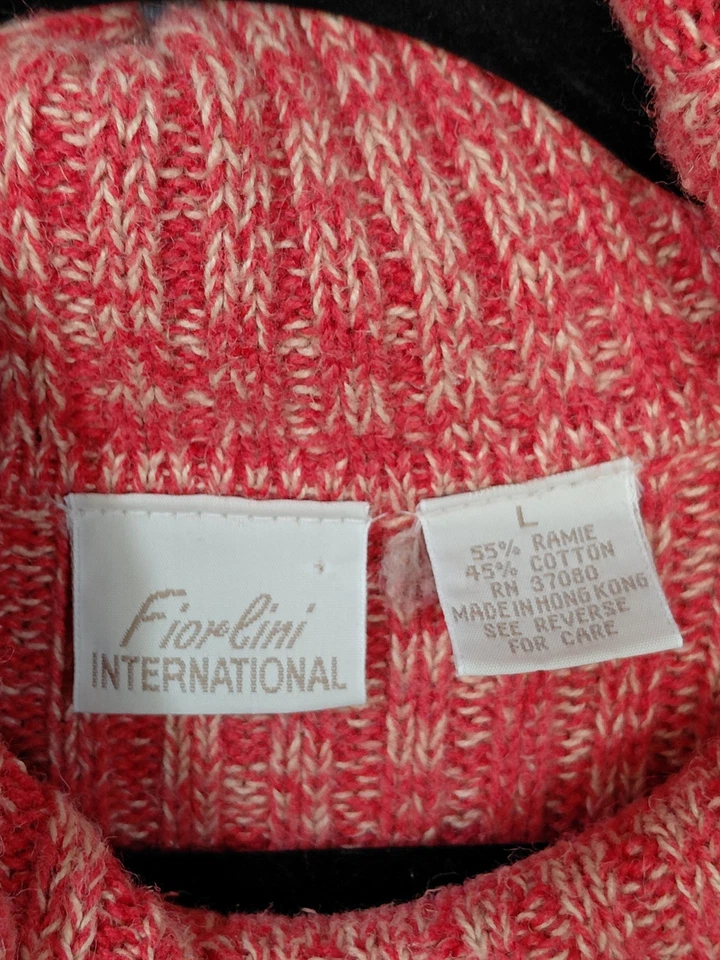 Fiorlini
INTERNATIONAL
L
55% RAMIE
45% COTTON
RN 37080
MADE IN HONG KONG
SEE REVERSE
FOR CARE